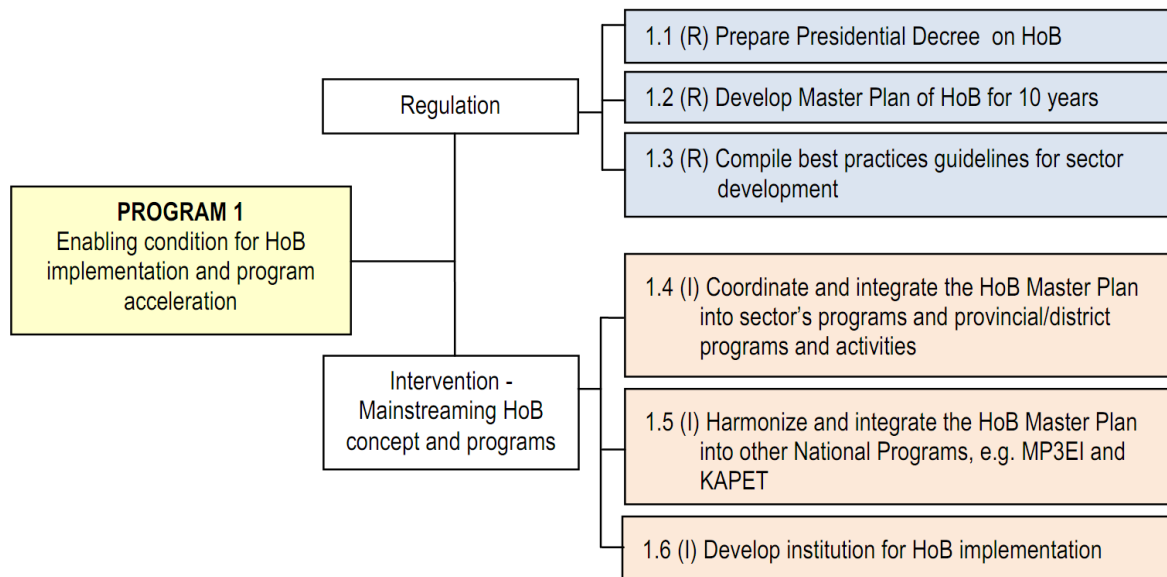 PROGRAM 1
Enabling condition for HoB
implementation and program
acceleration
Regulation
1.1 (R) Prepare Presidential Decree on HoB
1.2 (R) Develop Master Plan of HoB for 10 years
1.3 (R) Compile best practices guidelines for sector
development
Intervention -
Mainstreaming HoB
concept and programs
1.4 (I) Coordinate and integrate the HoB Master Plan
into sector's programs and provincial/district
programs and activities
1.5 (I) Harmonize and integrate the HoB Master Plan
into other National Programs, e.g. MP3EI and
KAPET
1.6 (I) Develop institution for HoB implementation